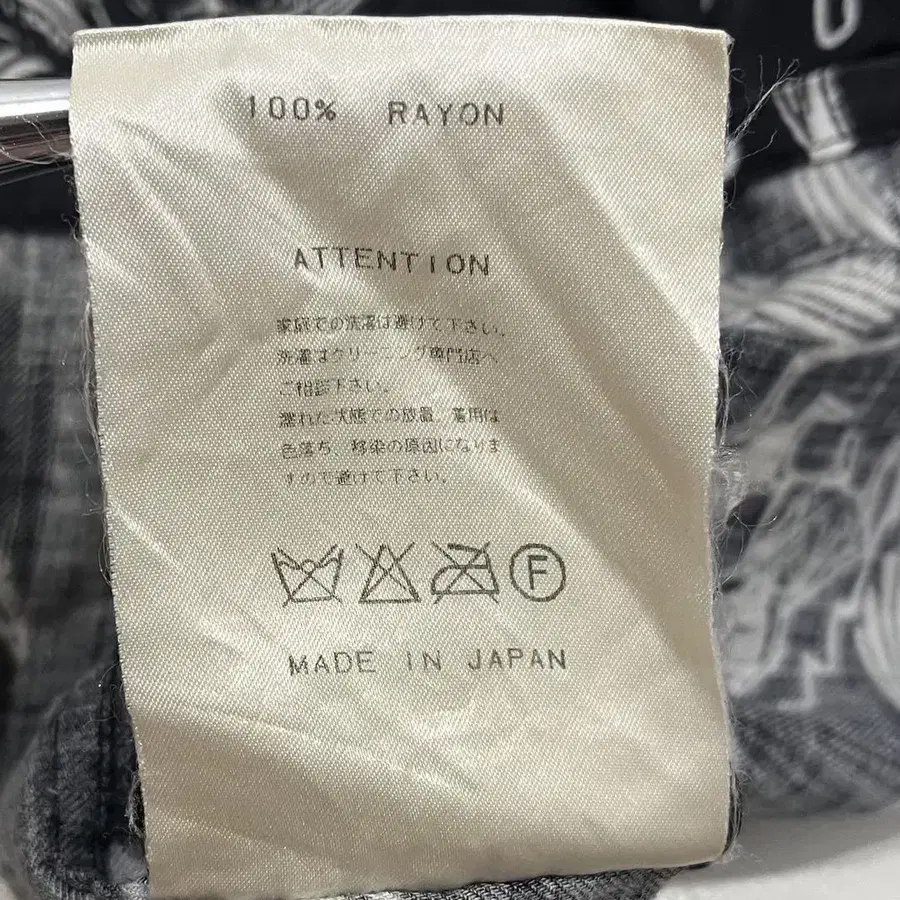 100% RAYON
ATTENTION
家庭での洗濯は避けて下さい。
洗濯はクリーニング専門店へ
ご相談下さい。
濡れた状態での放置、着用は
色落ち、移染の原因になりま
すので避けて下さい。
F
MADE IN JAPAN